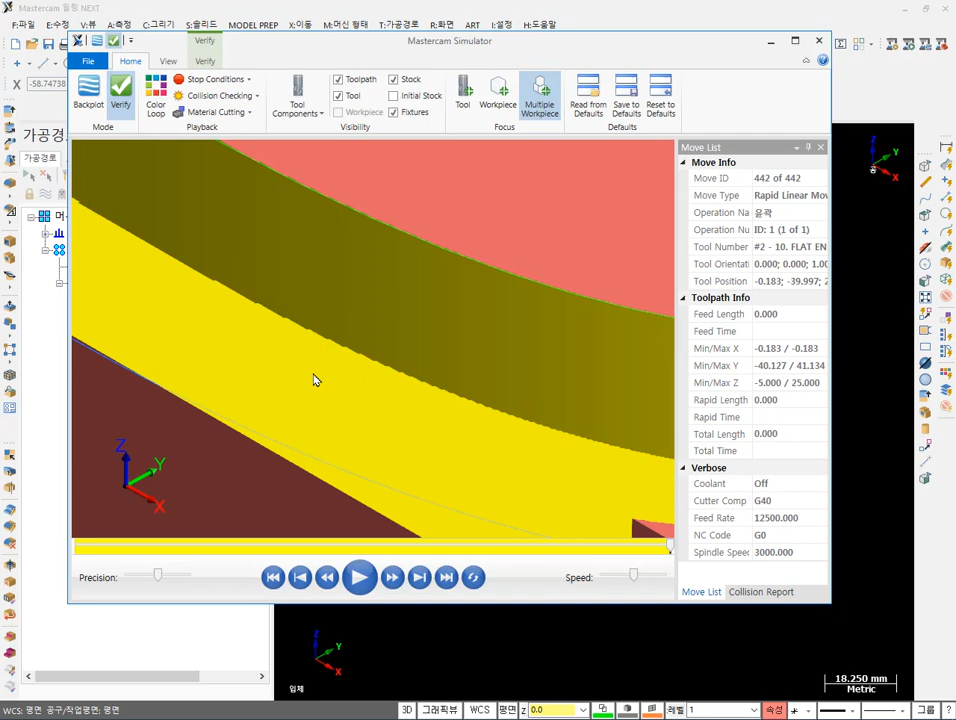 Mastercam 밀링 NEXT
F:파일 E:수정 V:뷰 A:측정 C:그리기 S:솔리드 MODEL PREP X:이동 M:머신 형태 T:가공경로 R:화면 ART I:설정 H:도움말
Verify
Mastercam Simulator
File Home View Verify
Backplot
Verify
Mode
Color Loop
Stop Conditions
Collision Checking
Material Cutting
Playback
Tool Components
Toolpath
Tool
Workpiece
Stock
Initial Stock
Fixtures
Visibility
Tool
Workpiece
Multiple Workpiece
Focus
Read from Defaults
Save to Defaults
Reset to Defaults
Defaults
X -58.74738
가공경로
Move List
Move Info
Move ID 442 of 442
Move Type Rapid Linear Mov
Operation Na 윤곽
Operation Nu ID: 1 (1 of 1)
Tool Number #2 - 10. FLAT EN
Tool Orientat 0.000; 0.000; 1.00
Tool Position -0.183; -39.997; 2
Toolpath Info
Feed Length 0.000
Feed Time
Min/Max X -0.183 / -0.183
Min/Max Y -40.127 / 41.134
Min/Max Z -5.000 / 25.000
Rapid Length 0.000
Rapid Time
Total Length 0.000
Total Time
Verbose
Coolant Off
Cutter Comp G40
Feed Rate 12500.000
NC Code G0
Spindle Speed 3000.000
Move List Collision Report
Z
Y
X
Precision:
Speed:
Z
Y
X
Z
Y
X
입체
18.250 mm
Metric
WCS: 평면 공구/작업평면: 평면
3D 그래픽뷰 WCS 평면 Z 0.0 레벨 1 속성 그룹 ?